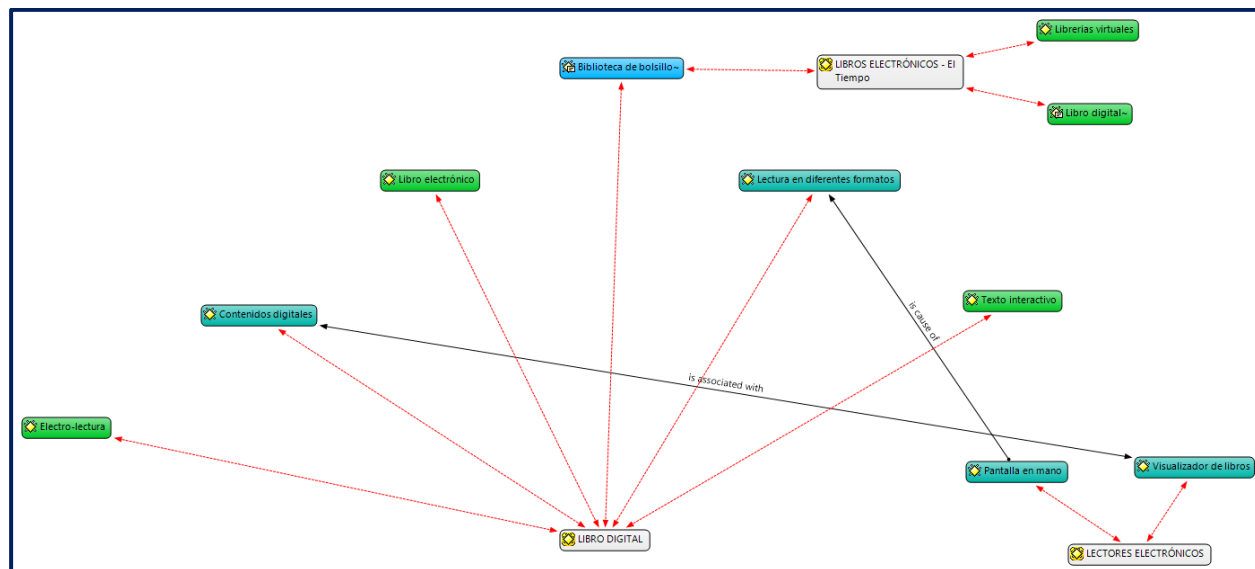 Librerías virtuales
Biblioteca de bolsillo~
LIBROS ELECTRÓNICOS - El
Tiempo
Libro digital~
Libro electrónico
Lectura en diferentes formatos
Texto interactivo
Contenidos digitales
is cause of
is associated with
Electro-lectura
Pantalla en mano
Visualizador de libros
LIBRO DIGITAL
LECTORES ELECTRÓNICOS